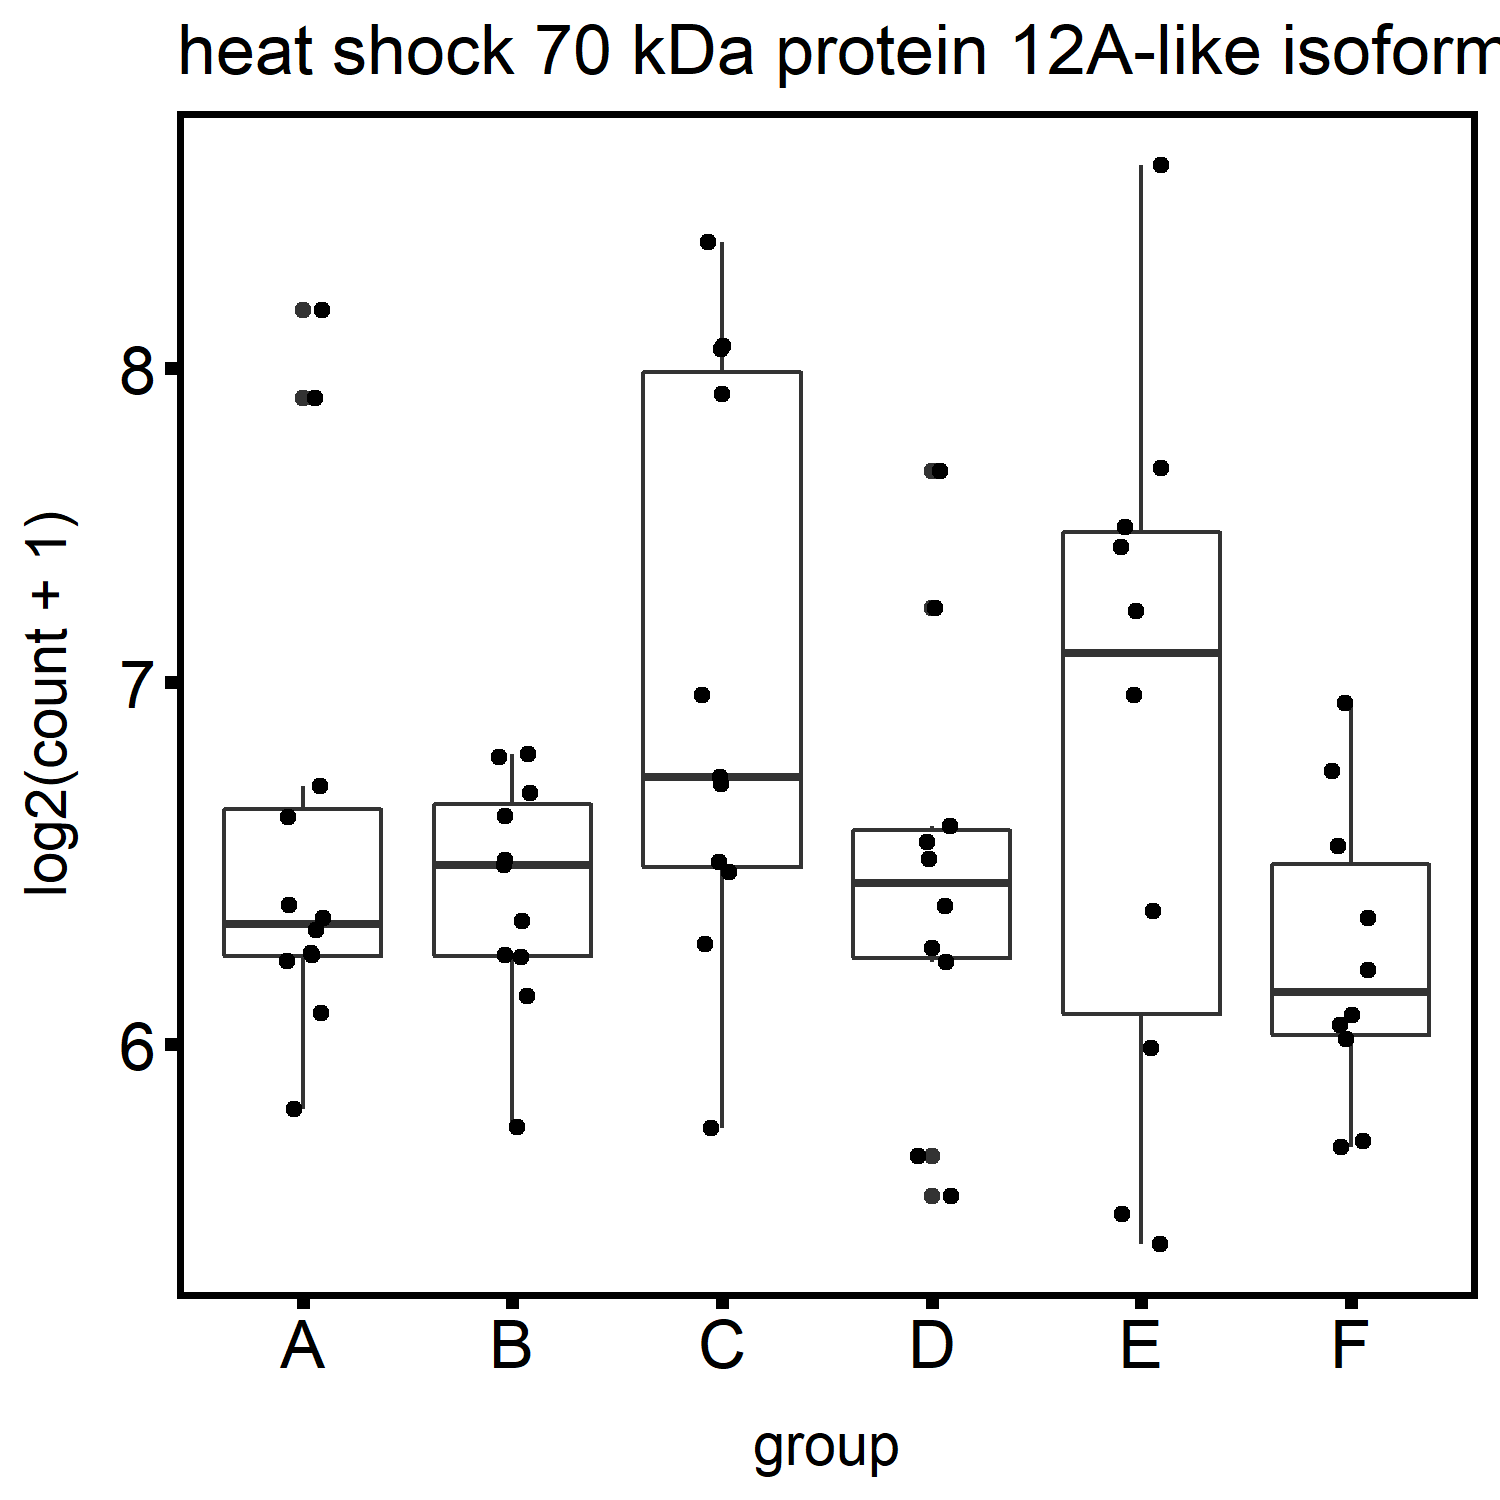 heat shock 70 kDa protein 12A-like isoform
log2(count + 1)
8
7
6
A B C D E F
group